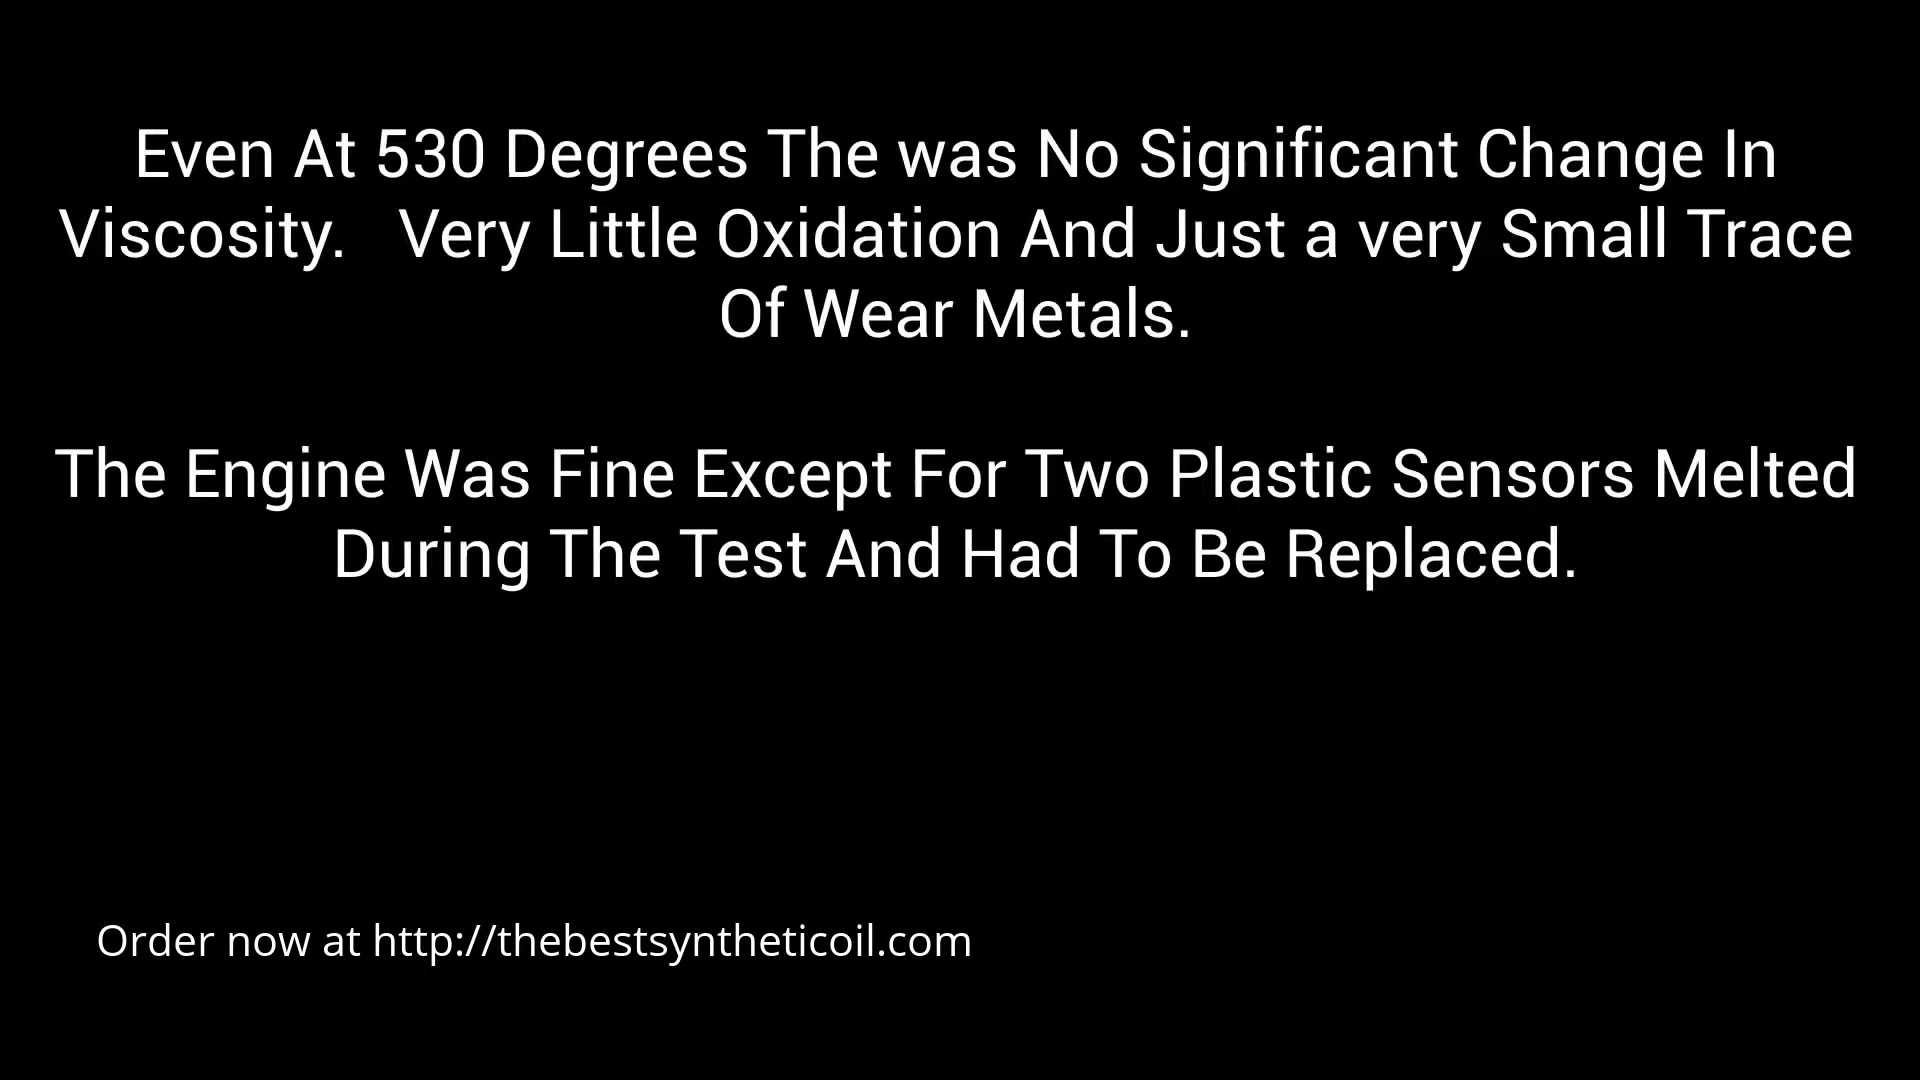 Even At 530 Degrees The was No Significant Change In
Viscosity.   Very Little Oxidation And Just a very Small Trace
Of Wear Metals.
The Engine Was Fine Except For Two Plastic Sensors Melted
During The Test And Had To Be Replaced.
Order now at http://thebestsyntheticoil.com